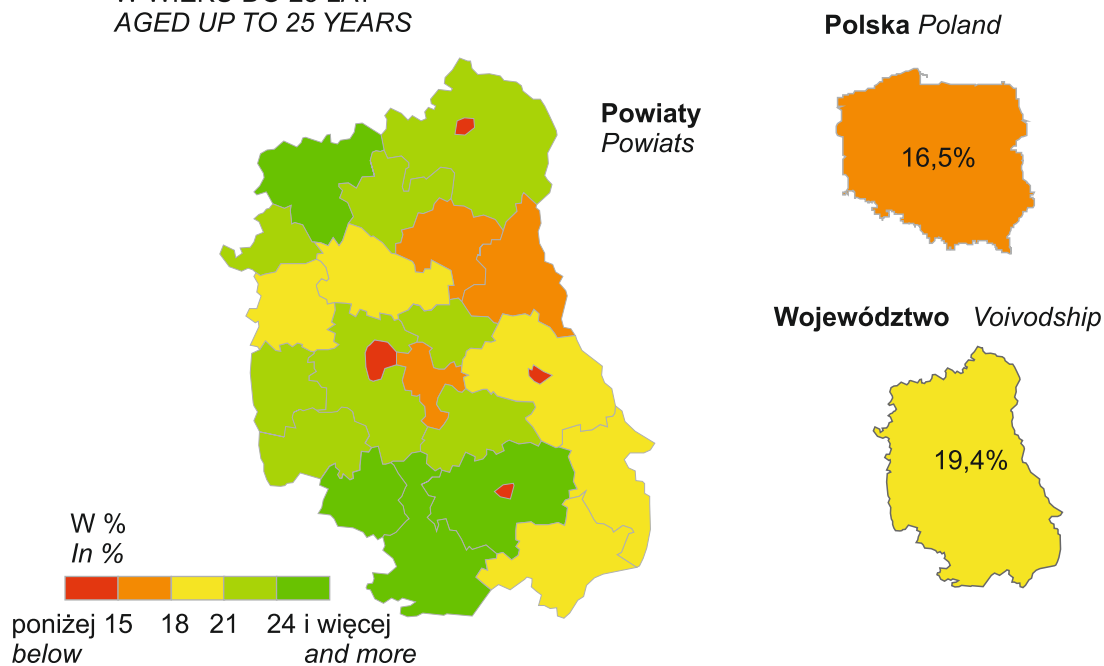 AGED UP TO 25 YEARS
Polska Poland
Powiaty
Powiats
16,5%
Województwo Voivodship
19,4%
W %
In %
poniżej 15 18 21 24 i więcej
below and more